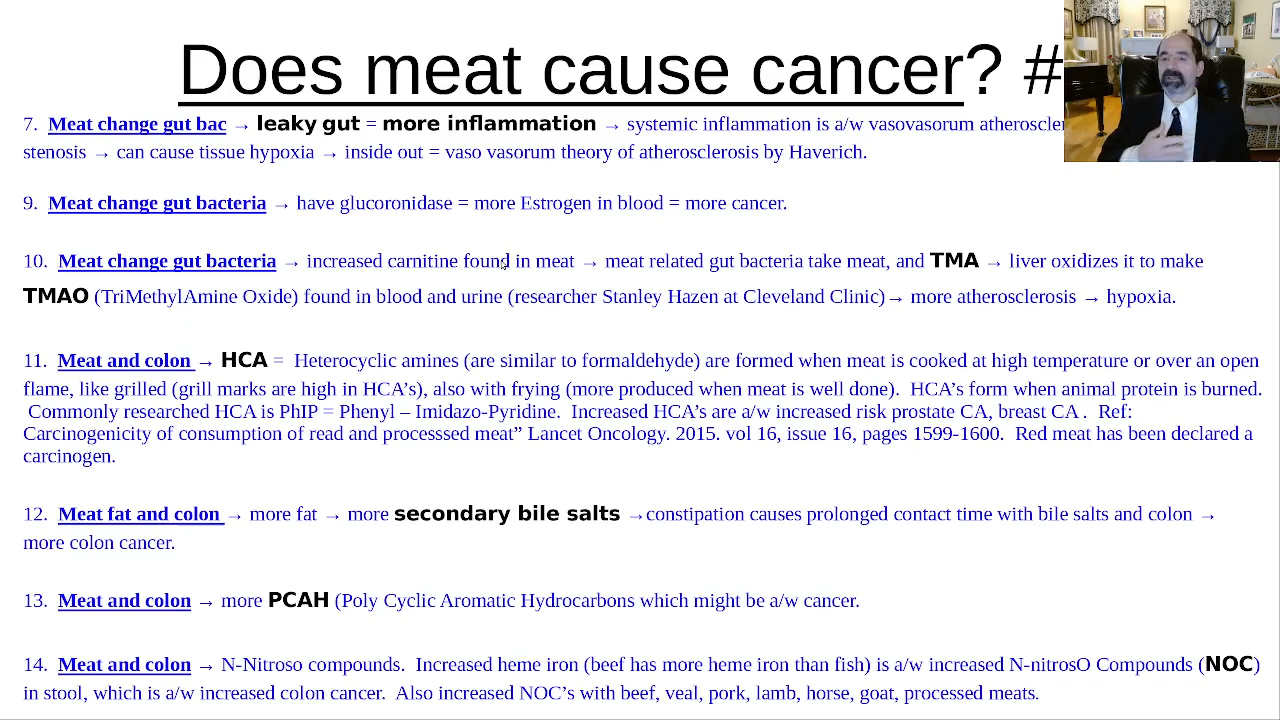 Does meat cause cancer? #
7. Meat change gut bac → leaky gut = more inflammation → systemic inflammation is a/w vasovasorum
stenosis → can cause tissue hypoxia → inside out = vaso vasorum theory of atherosclerosis by Haverich.
9. Meat change gut bacteria → have glucoronidase = more Estrogen in blood = more cancer.
10. Meat change gut bacteria → increased carnitine found in meat → meat related gut bacteria take meat, and TMA → liver oxidizes it to make
TMAO (TriMethylAmine Oxide) found in blood and urine (researcher Stanley Hazen at Cleveland Clinic)→ more atherosclerosis → hypoxia.
11. Meat and colon → HCA = Heterocyclic amines (are similar to formaldehyde) are formed when meat is cooked at high temperature or over an open
flame, like grilled (grill marks are high in HCA's), also with frying (more produced when meat is well done). HCA's form when animal protein is burned.
Commonly researched HCA is PhIP = Phenyl – Imidazo-Pyridine. Increased HCA's are a/w increased risk prostate CA, breast CA . Ref:
Carcinogenicity of consumption of read and processsed meat” Lancet Oncology. 2015. vol 16, issue 16, pages 1599-1600. Red meat has been declared a
carcinogen.
12. Meat fat and colon → more fat → more secondary bile salts →constipation causes prolonged contact time with bile salts and colon →
more colon cancer.
13. Meat and colon → more PCAH (Poly Cyclic Aromatic Hydrocarbons which might be a/w cancer.
14. Meat and colon → N-Nitroso compounds. Increased heme iron (beef has more heme iron than fish) is a/w increased N-nitrosO Compounds (NOC)
in stool, which is a/w increased colon cancer. Also increased NOC's with beef, veal, pork, lamb, horse, goat, processed meats.